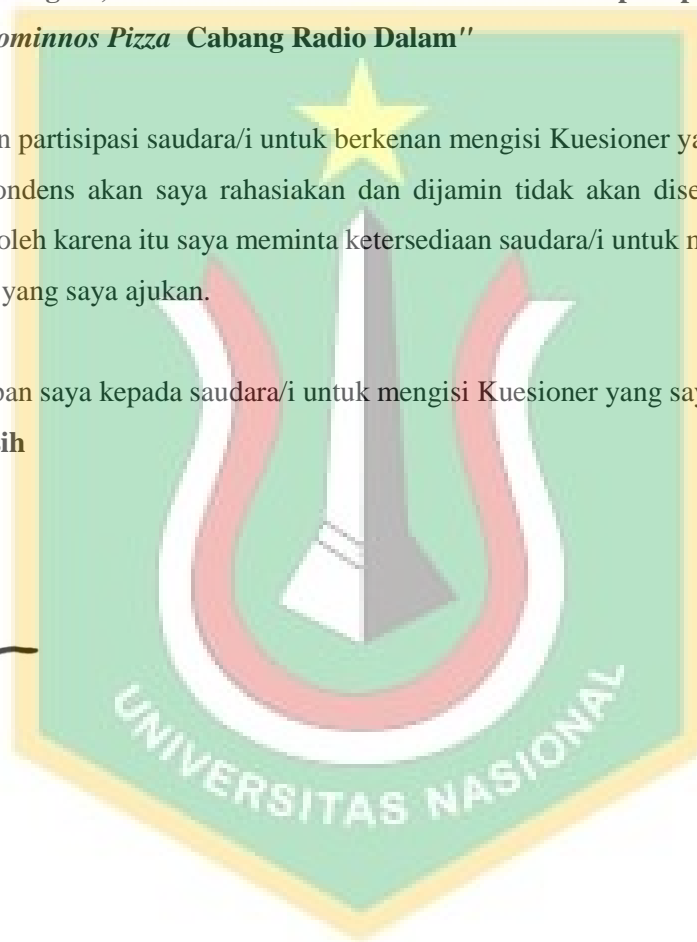 ominnos Pizza Cabang Radio Dalam"
n partisipasi saudara/i untuk berkenan mengisi Kuesioner ya
ondens akan saya rahasiakan dan dijamin tidak akan dise
oleh karena itu saya meminta ketersediaan saudara/i untuk m
yang saya ajukan.
pan saya kepada saudara/i untuk mengisi Kuesioner yang say
ih
UNIVERSITAS NASIONAL